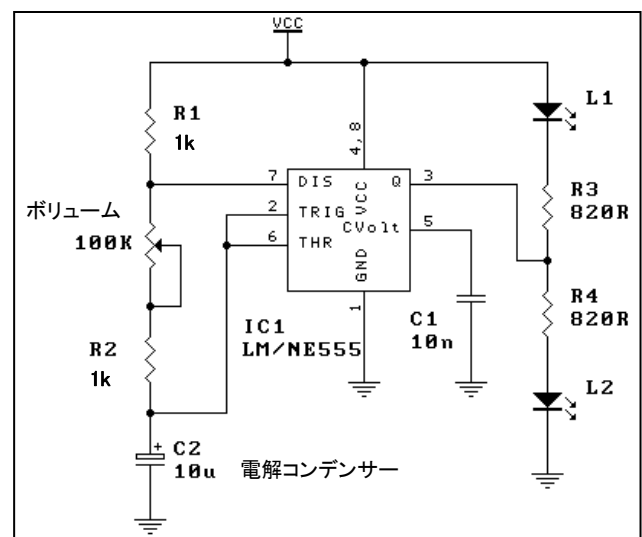 VCC
R1
1k
ボリューム
100K
R2
1k
C2
+
10u
電解コンデンサー
7
2
6
4,8
3
5
1
DIS
TRIG
THR
VCC
Q
CVolt
GND
IC1
LM/NE555
C1
10n
L1
R3
820R
R4
820R
L2